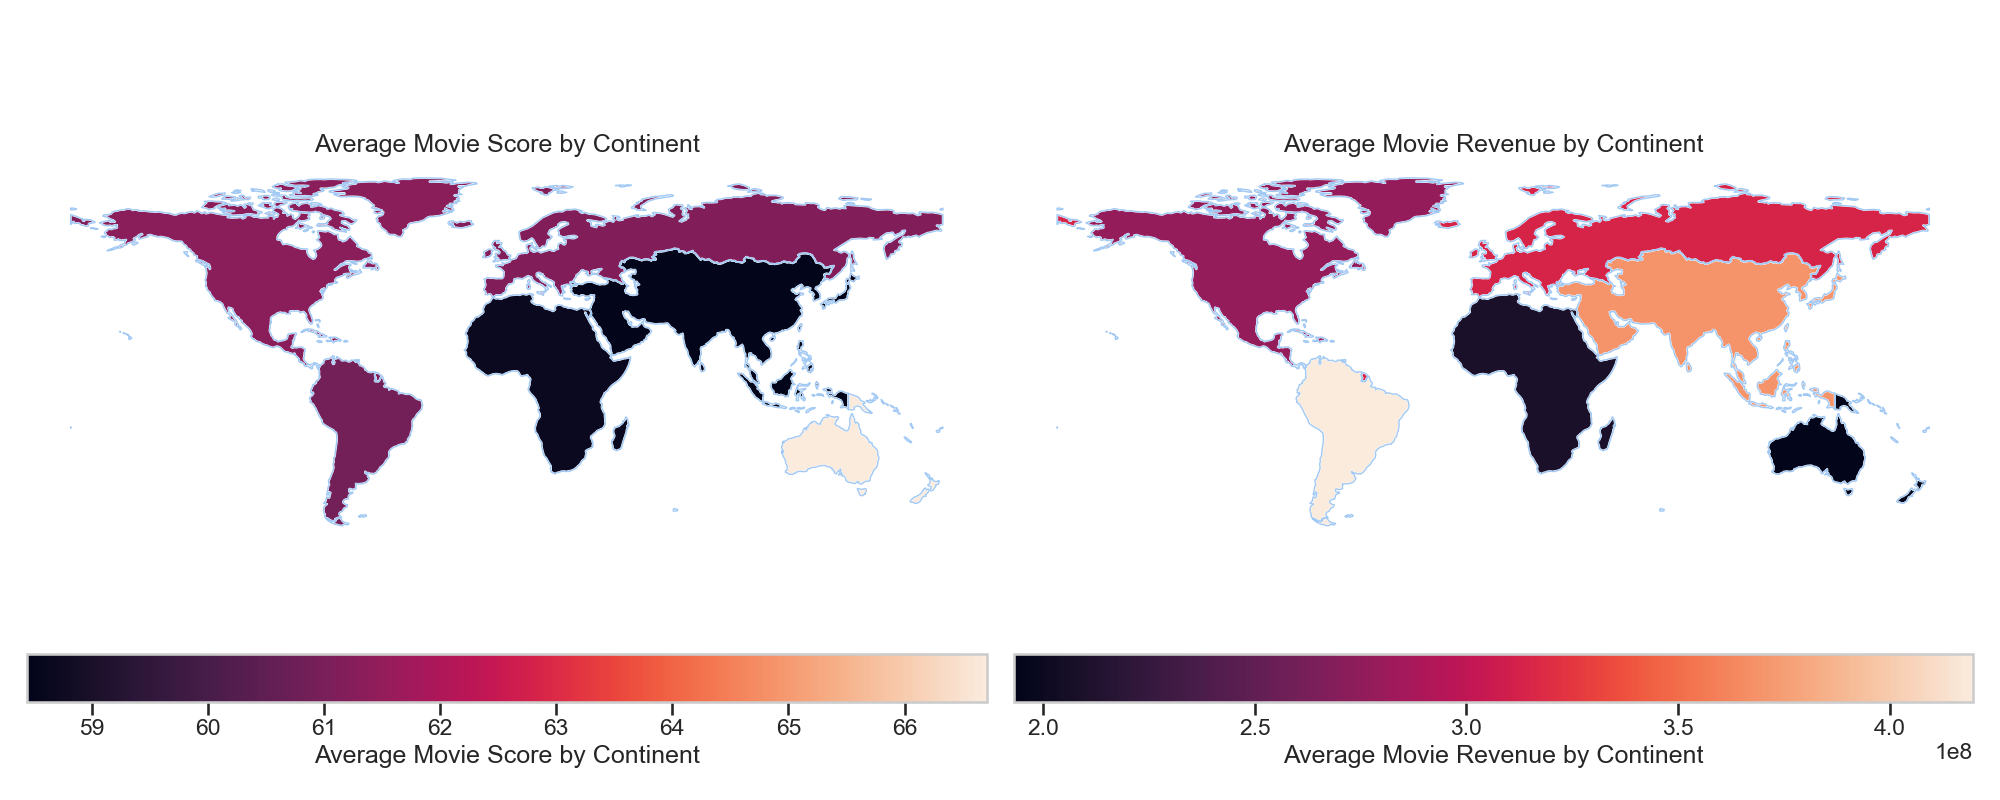 Average Movie Score by Continent
Average Movie Revenue by Continent
59 60 61 62 63 64 65 66
Average Movie Score by Continent
2.0 2.5 3.0 3.5 4.0
1e8
Average Movie Revenue by Continent